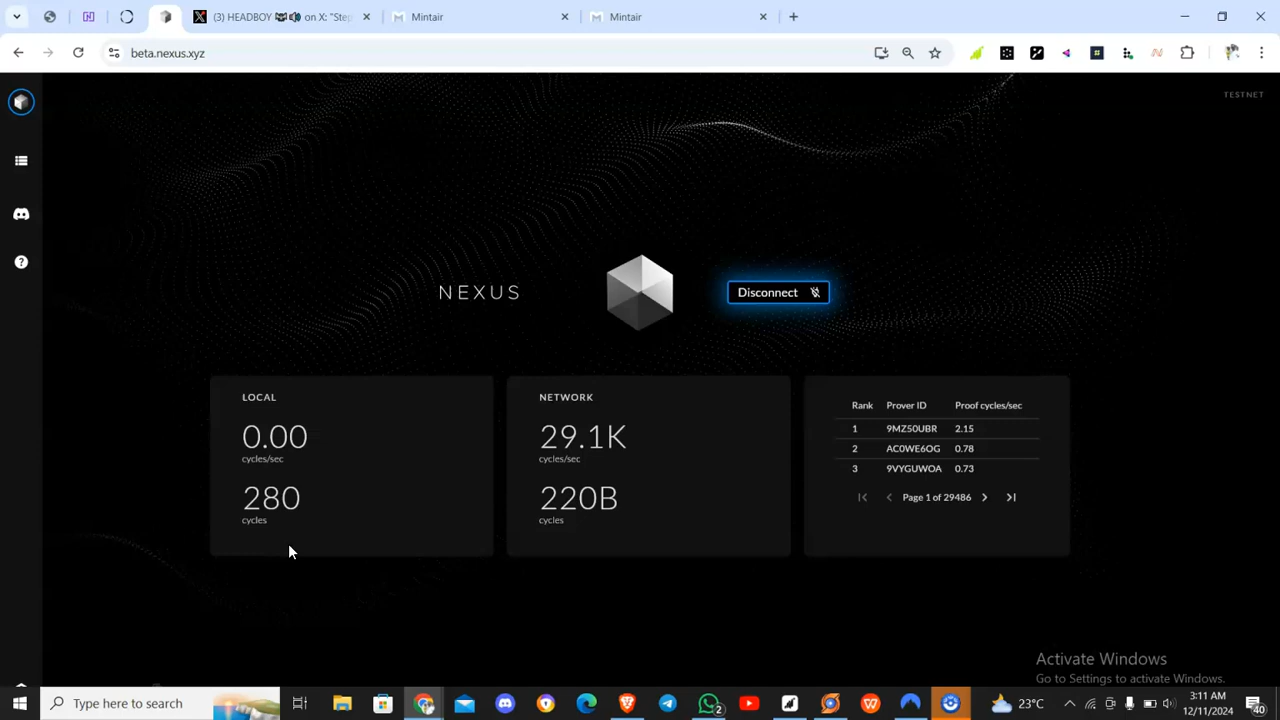 (3) HEADBOY 🦝🔊 on X: "Step
Mintair
Mintair
beta.nexus.xyz
TESTNET
NEXUS
Disconnect
LOCAL
0.00
cycles/sec
280
cycles
NETWORK
29.1K
cycles/sec
220B
cycles
Rank Prover ID Proof cycles/sec
1 9MZ50UBR 2.15
2 AC0WE6OG 0.78
3 9VYGUWOA 0.73
Page 1 of 29486
Activate Windows
Go to Settings to activate Windows.
Type here to search
2
23°C
3:11 AM
12/11/2024
40